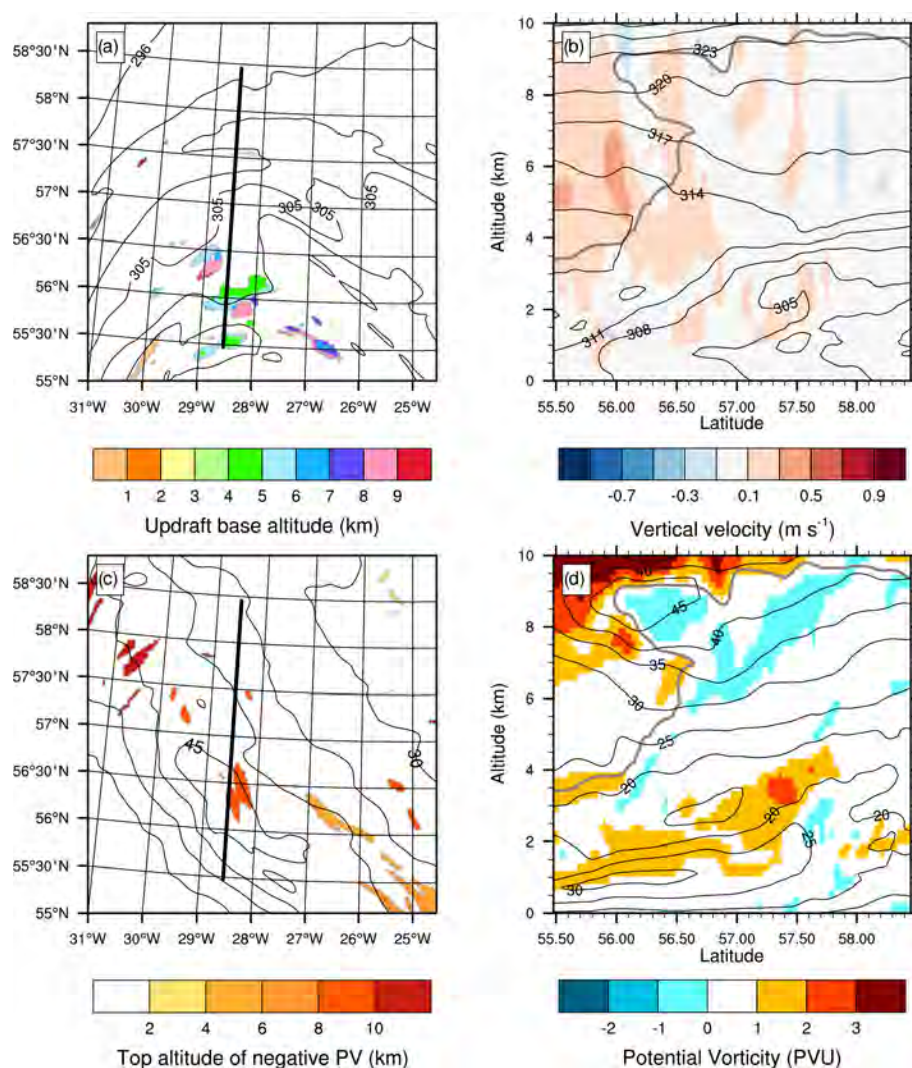 (a)
58°30'N
58°N
57°30'N
57°N
56°30'N
56°N
55°30'N
55°N
296
305
305
305
305
305
31°W 30°W 29°W 28°W 27°W 26°W 25°W
1 2 3 4 5 6 7 8 9
Updraft base altitude (km)
(b)
Altitude (km)
10
8
6
4
2
0
323
320
317
314
305
311
308
55.50 56.00 56.50 57.00 57.50 58.00
Latitude
-0.7 -0.3 0.1 0.5 0.9
Vertical velocity (m s⁻¹)
(c)
58°30'N
58°N
57°30'N
57°N
56°30'N
56°N
55°30'N
55°N
45
30
31°W 30°W 29°W 28°W 27°W 26°W 25°W
2 4 6 8 10
Top altitude of negative PV (km)
(d)
Altitude (km)
10
8
6
4
2
0
40
45
40
35
30
25
20
20
20
25
30
55.50 56.00 56.50 57.00 57.50 58.00
Latitude
-2 -1 0 1 2 3
Potential Vorticity (PVU)